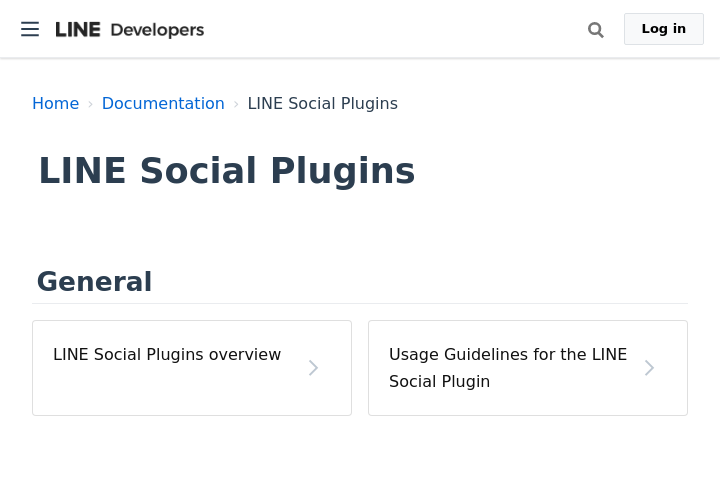 LINE Developers
Log in
Home › Documentation › LINE Social Plugins
LINE Social Plugins
General
LINE Social Plugins overview
Usage Guidelines for the LINE
Social Plugin